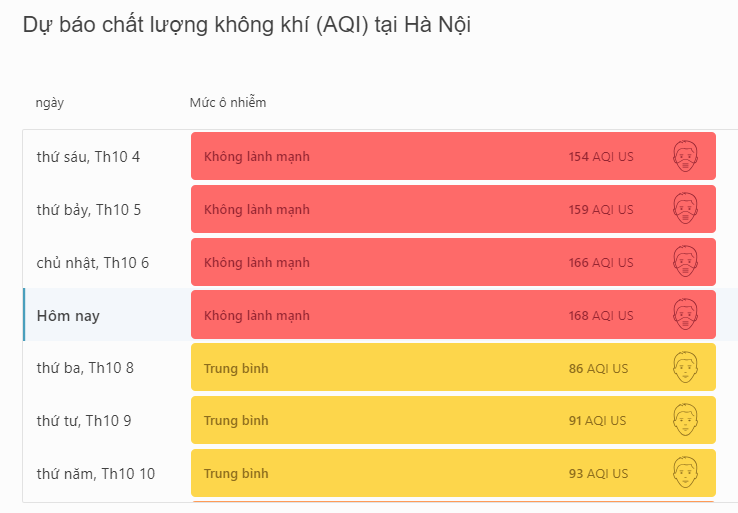 Dự báo chất lượng không khí (AQI) tại Hà Nội
ngày Mức ô nhiễm
thứ sáu, Th10 4 Không lành mạnh 154 AQI US
thứ bảy, Th10 5 Không lành mạnh 159 AQI US
chủ nhật, Th10 6 Không lành mạnh 166 AQI US
Hôm nay Không lành mạnh 168 AQI US
thứ ba, Th10 8 Trung bình 86 AQI US
thứ tư, Th10 9 Trung bình 91 AQI US
thứ năm, Th10 10 Trung bình 93 AQI US